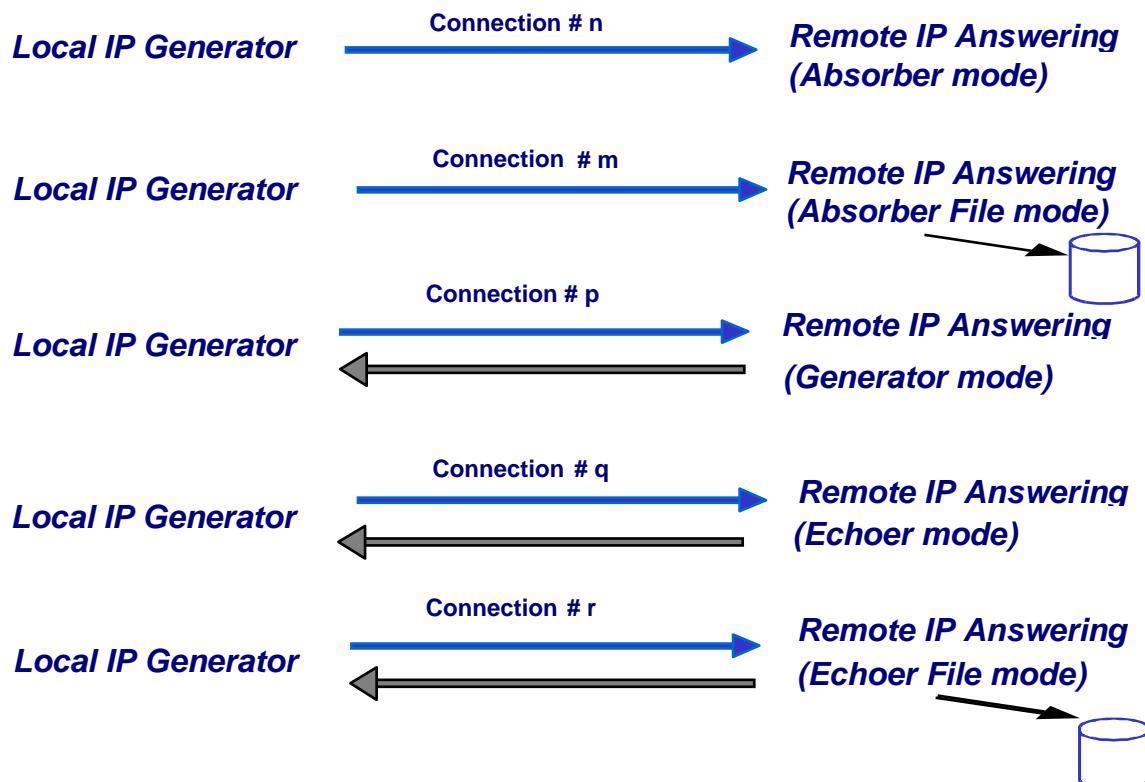 Connection # n
Local IP Generator
Remote IP Answering
(Absorber mode)
Connection # m
Local IP Generator
Remote IP Answering
(Absorber File mode)
Connection # p
Local IP Generator
Remote IP Answering
(Generator mode)
Connection # q
Local IP Generator
Remote IP Answering
(Echoer mode)
Connection # r
Local IP Generator
Remote IP Answering
(Echoer File mode)